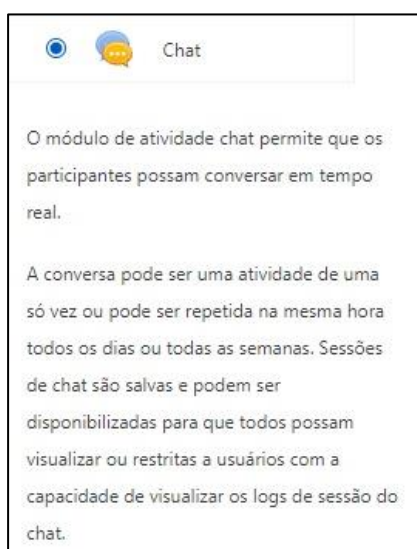 Chat
O módulo de atividade chat permite que os
participantes possam conversar em tempo
real.
A conversa pode ser uma atividade de uma
só vez ou pode ser repetida na mesma hora
todos os dias ou todas as semanas. Sessões
de chat são salvas e podem ser
disponibilizadas para que todos possam
visualizar ou restritas a usuários com a
capacidade de visualizar os logs de sessão do
chat.